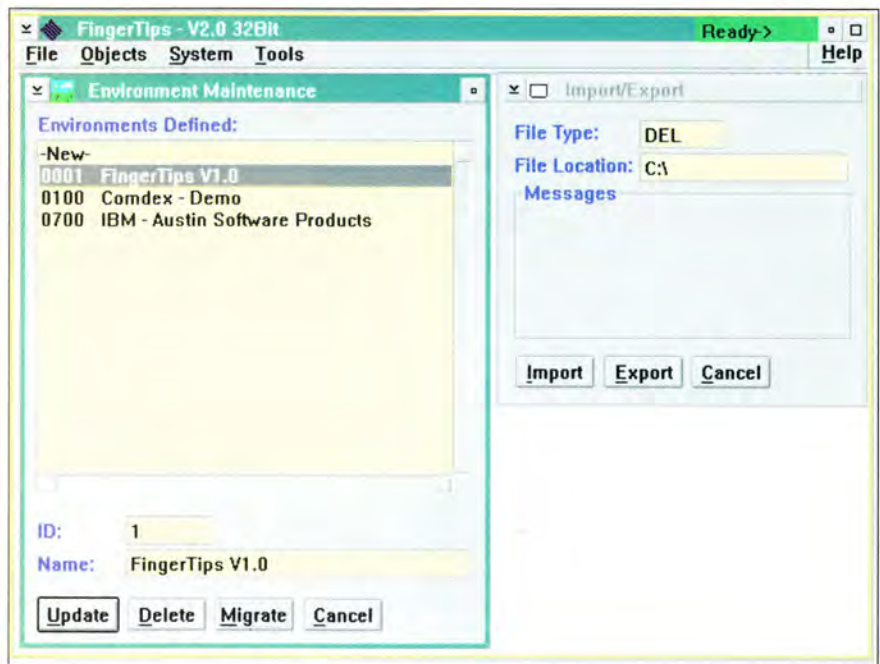 FingerTips - V2.0 32Bit Ready->
File Objects System Tools Help
Environment Maintenance
Environments Defined:
-New-
0001 FingerTips V1.0
0100 Comdex - Demo
0700 IBM - Austin Software Products
ID: 1
Name: FingerTips V1.0
Update Delete Migrate Cancel
Import/Export
File Type: DEL
File Location: C:\
Messages
Import Export Cancel